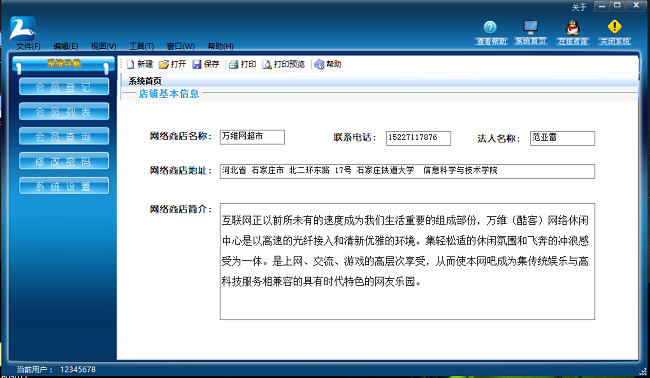 关于
查看帮助 系统首页 在线咨询 关闭系统
文件(F) 编辑(E) 视图(V) 工具(T) 窗口(W) 帮助(H)
系统导航
新建 打开 保存 打印 打印预览 帮助
系统首页
店铺基本信息
会员登记
会员列表
会员查询
修改密码
系统设置
网络商店名称: 万维网超市 联系电话: 15227117876 法人名称: 范亚雷
网络商店地址: 河北省 石家庄市 北二环东路 17号 石家庄铁道大学 信息科学与技术学院
网络商店简介:
互联网正以前所未有的速度成为我们生活重要的组成部份，万维（酷客）网络休闲
中心是以高速的光纤接入和清新优雅的环境。集轻松适的休闲氛围和飞奔的冲浪感
受为一体。是上网、交流、游戏的高层次享受，从而使本网吧成为集传统娱乐与高
科技服务相兼容的具有时代特色的网友乐园。
当前用户： 12345678